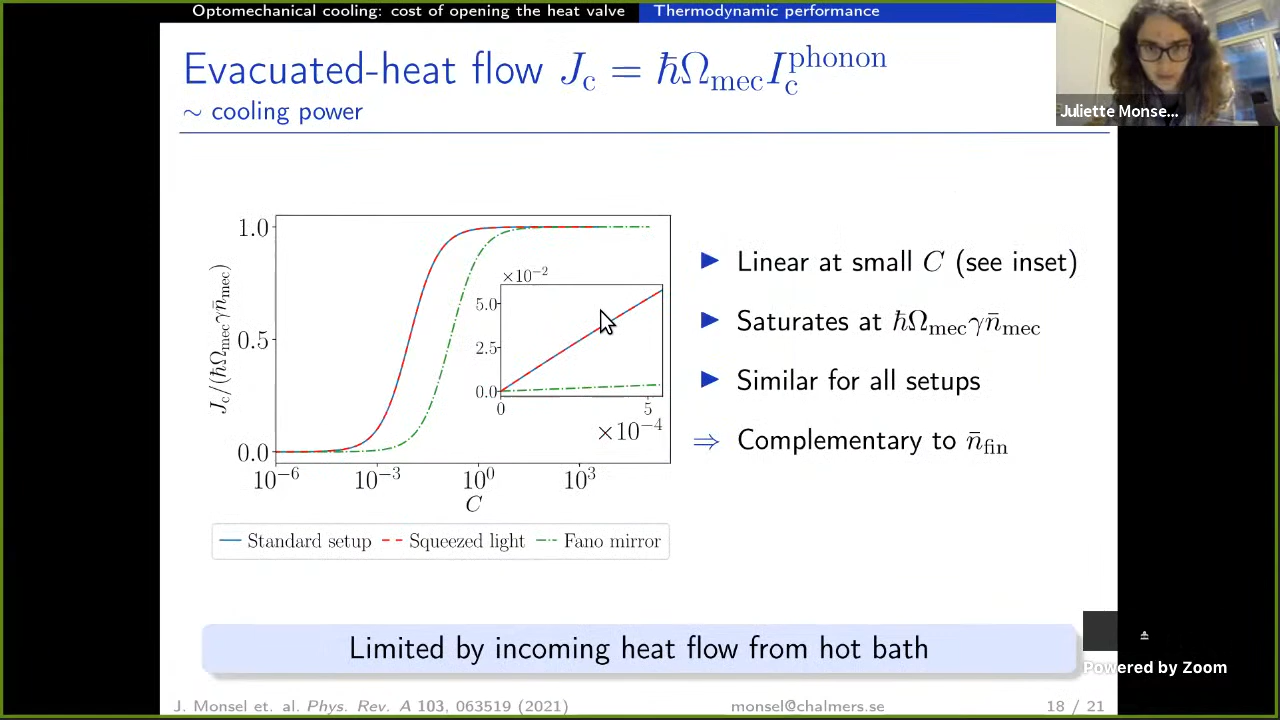 Optomechanical cooling: cost of opening the heat valve Thermodynamic performance
Evacuated-heat flow J_c = ħΩ_mec I_c^phonon
~ cooling power
Juliette Monse...
J_c/(ħΩ_mec γ n̄_mec)
1.0
0.5
0.0
10^−6 10^−3 10^0 10^3
C
×10^−2
5.0
2.5
0.0
0 5
×10^−4
Standard setup Squeezed light Fano mirror
▶ Linear at small C (see inset)
▶ Saturates at ħΩ_mec γ n̄_mec
▶ Similar for all setups
⇒ Complementary to n̄_fin
Limited by incoming heat flow from hot bath
Powered by Zoom
J. Monsel et. al. Phys. Rev. A 103, 063519 (2021) monsel@chalmers.se 18 / 21